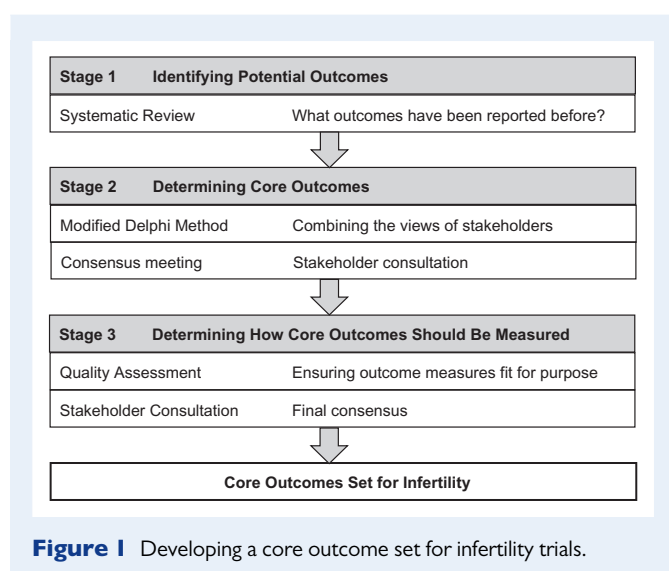 Stage 1 Identifying Potential Outcomes
Systematic Review What outcomes have been reported before?
Stage 2 Determining Core Outcomes
Modified Delphi Method Combining the views of stakeholders
Consensus meeting Stakeholder consultation
Stage 3 Determining How Core Outcomes Should Be Measured
Quality Assessment Ensuring outcome measures fit for purpose
Stakeholder Consultation Final consensus
Core Outcomes Set for Infertility
Figure 1 Developing a core outcome set for infertility trials.